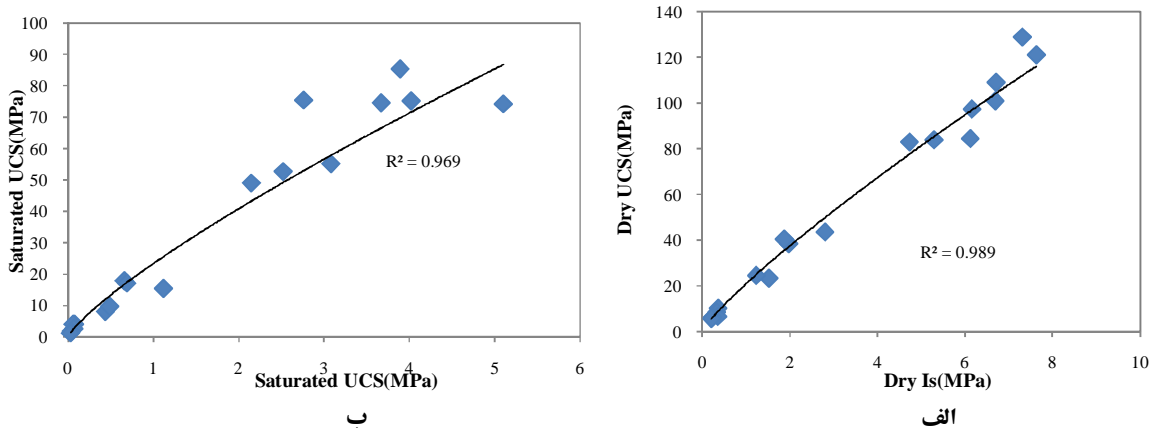 Saturated UCS(MPa)
100
90
80
70
60
50
40
30
20
10
0
R² = 0.969
0 1 2 3 4 5 6
Saturated UCS(MPa)
ب
Dry UCS(MPa)
140
120
100
80
60
40
20
0
R² = 0.989
0 2 4 6 8 10
Dry Is(MPa)
الف